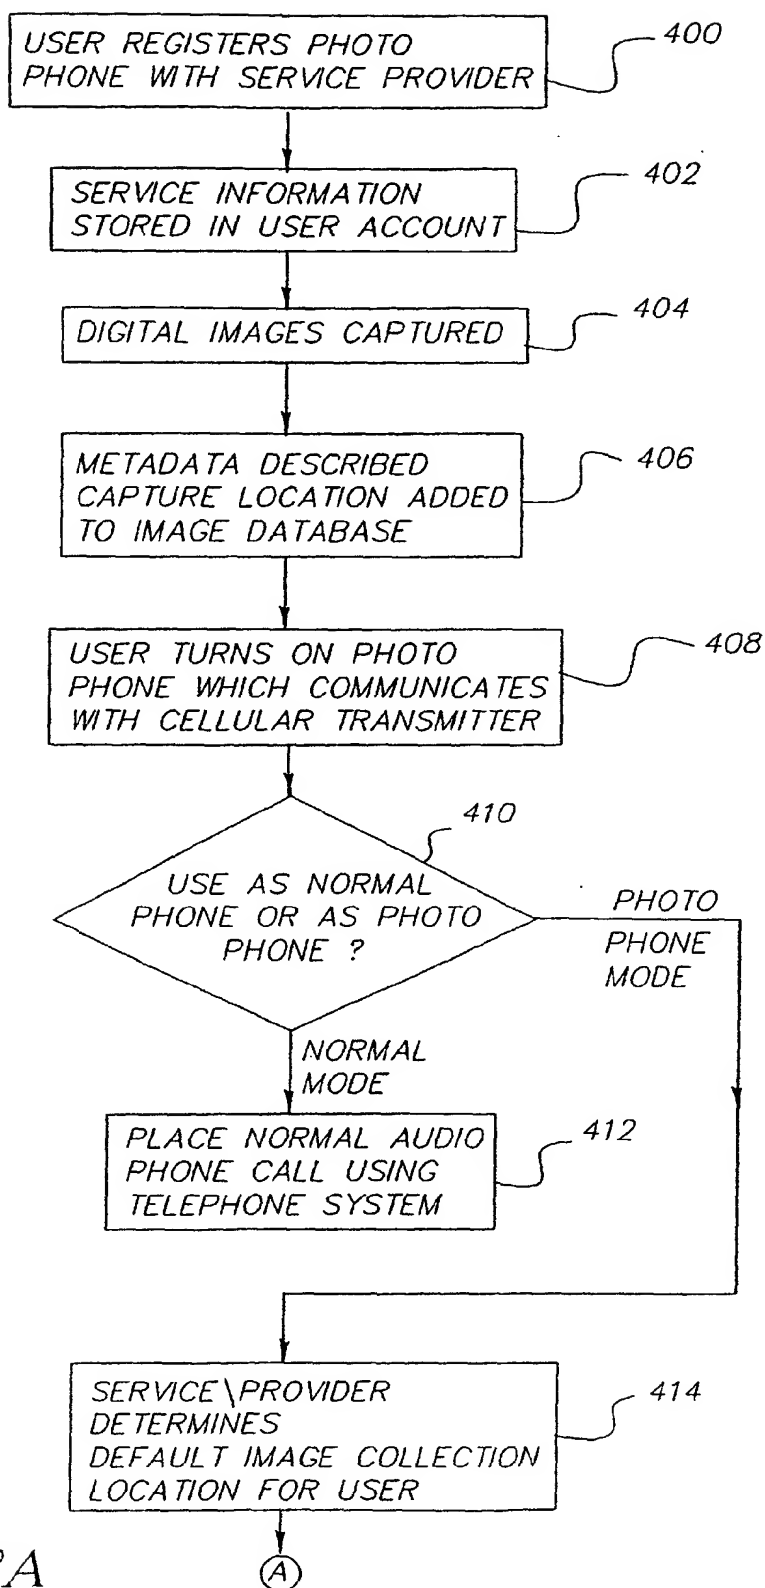 USER REGISTERS PHOTO
PHONE WITH SERVICE PROVIDER
400
SERVICE INFORMATION
STORED IN USER ACCOUNT
402
DIGITAL IMAGES CAPTURED
404
METADATA DESCRIBED
CAPTURE LOCATION ADDED
TO IMAGE DATABASE
406
USER TURNS ON PHOTO
PHONE WHICH COMMUNICATES
WITH CELLULAR TRANSMITTER
408
410
USE AS NORMAL
PHONE OR AS PHOTO
PHONE ?
PHOTO
PHONE
MODE
NORMAL
MODE
PLACE NORMAL AUDIO
PHONE CALL USING
TELEPHONE SYSTEM
412
SERVICE\PROVIDER
DETERMINES
DEFAULT IMAGE COLLECTION
LOCATION FOR USER
414
A